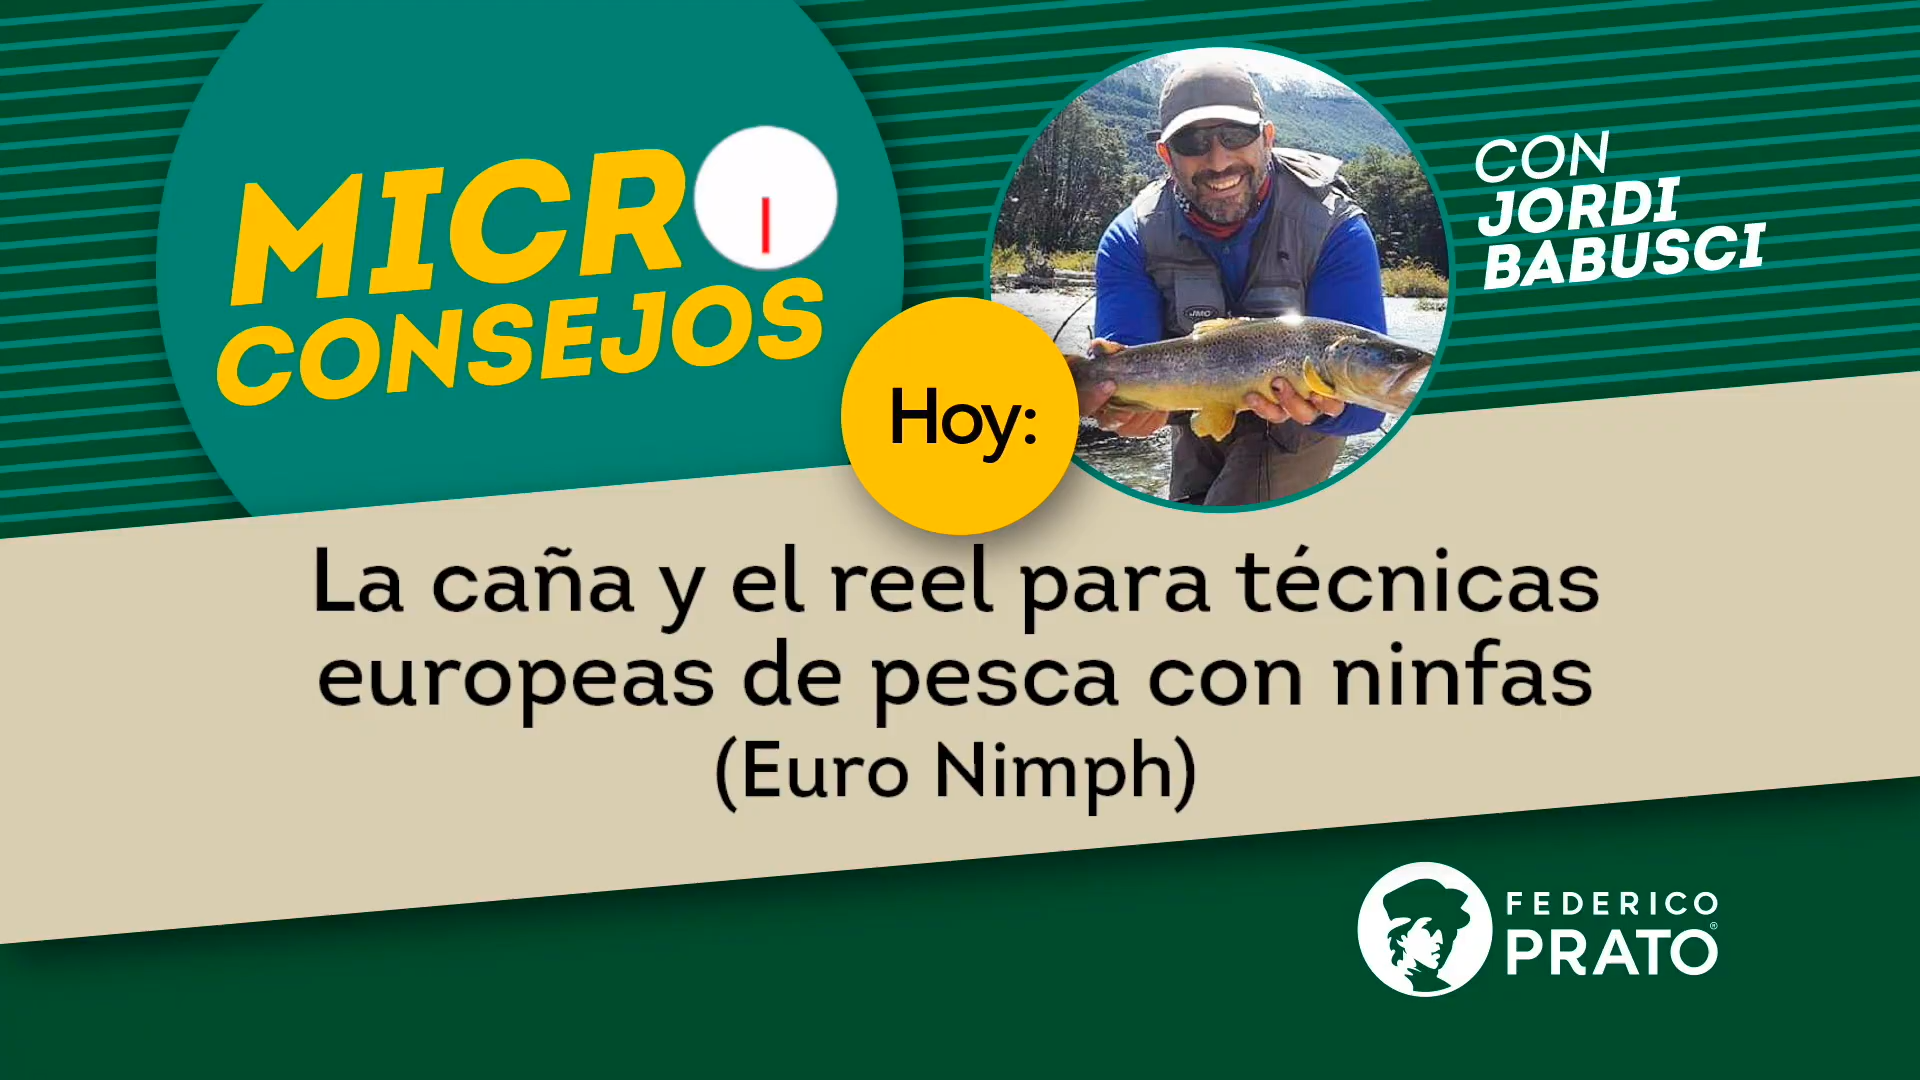 MICRO
CONSEJOS
CON
JORDI
BABUSCI
Hoy:
La caña y el reel para técnicas
europeas de pesca con ninfas
(Euro Nimph)
FEDERICO
PRATO®
JMC